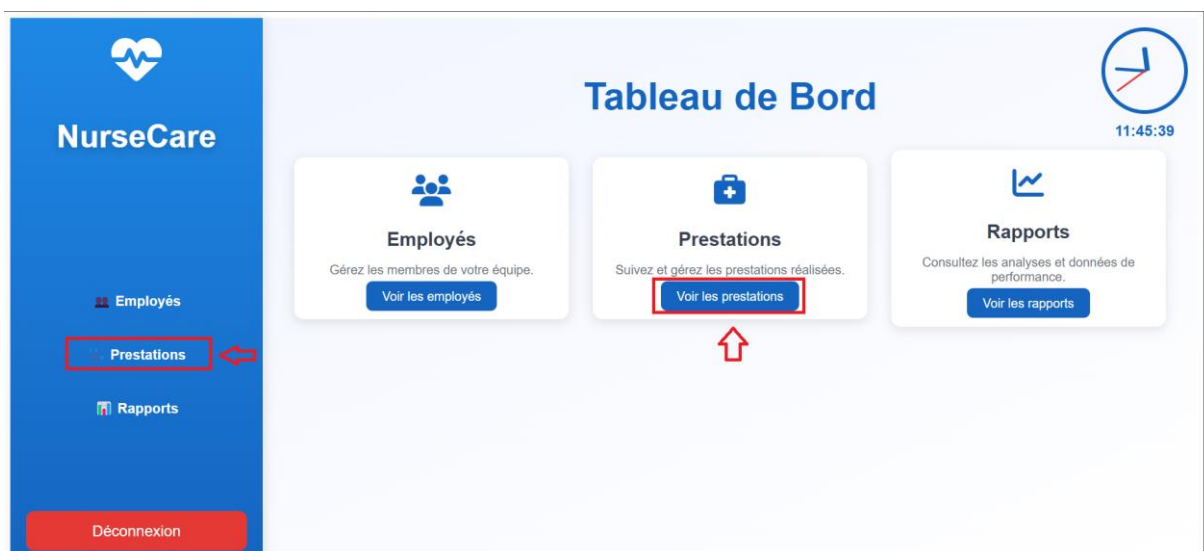 NurseCare
Employés
Prestations
Rapports
Déconnexion
Tableau de Bord
11:45:39
Employés
Gérez les membres de votre équipe.
Voir les employés
Prestations
Suivez et gérez les prestations réalisées.
Voir les prestations
Rapports
Consultez les analyses et données de
performance.
Voir les rapports